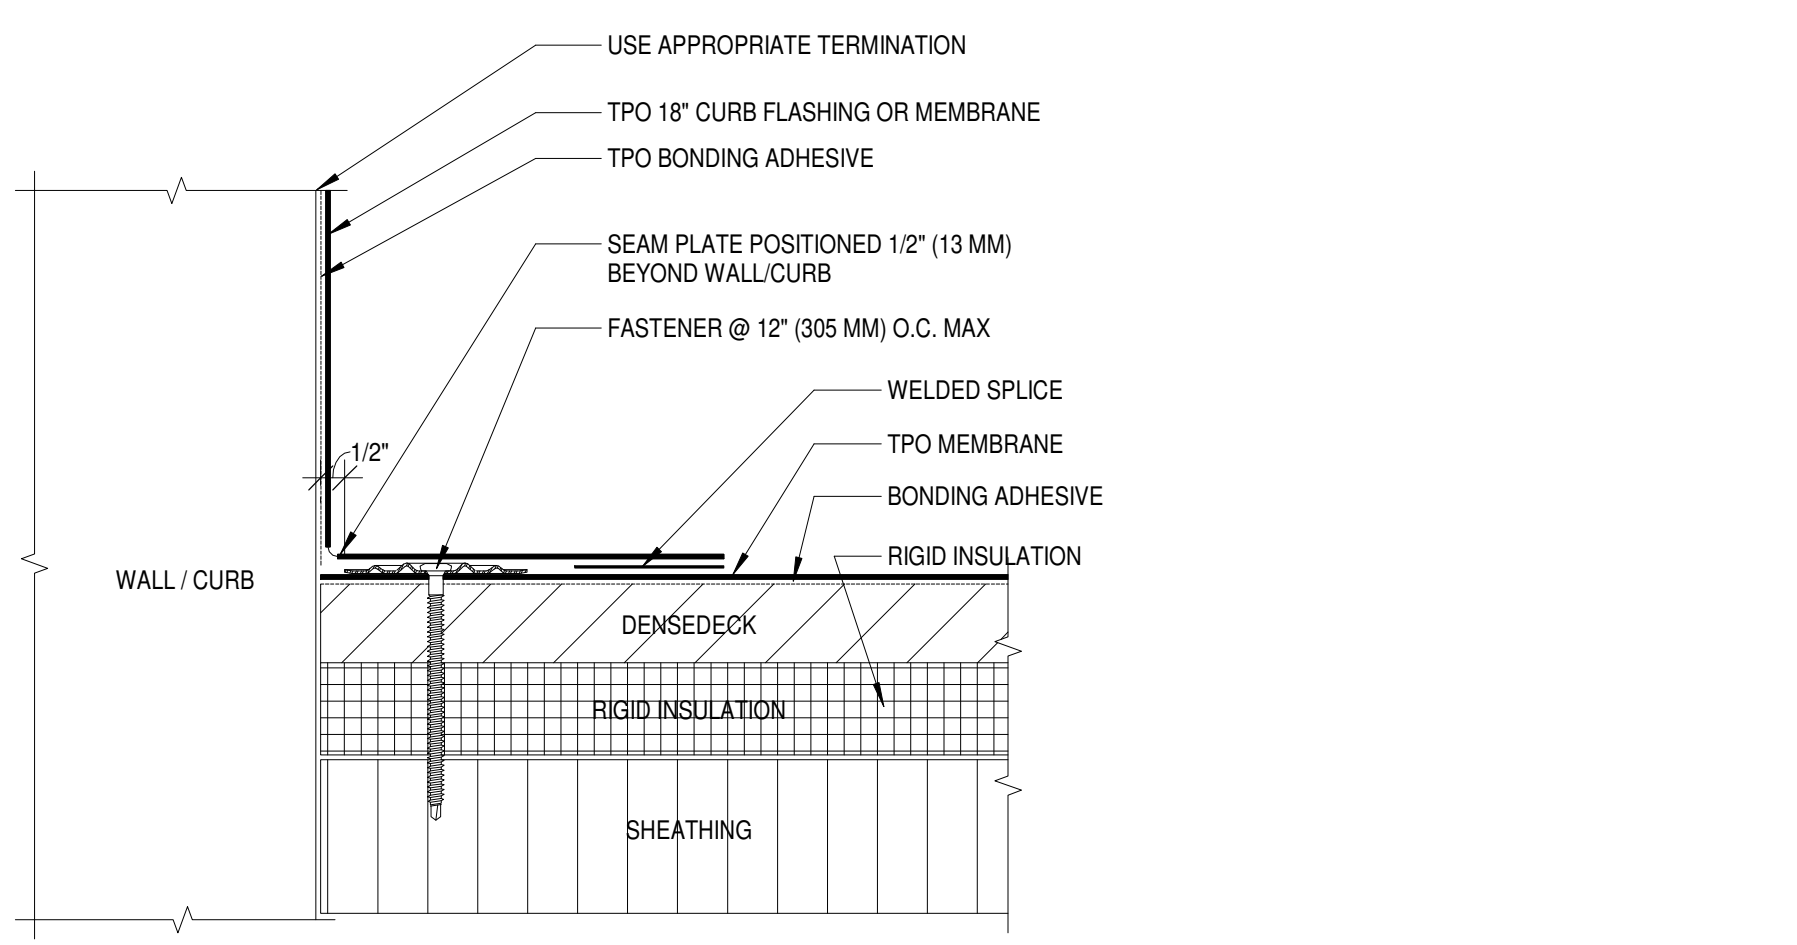 USE APPROPRIATE TERMINATION
TPO 18" CURB FLASHING OR MEMBRANE
TPO BONDING ADHESIVE
SEAM PLATE POSITIONED 1/2" (13 MM)
BEYOND WALL/CURB
FASTENER @ 12" (305 MM) O.C. MAX
WELDED SPLICE
TPO MEMBRANE
1/2"
BONDING ADHESIVE
RIGID INSULATION
WALL / CURB
DENSEDECK
RIGID INSULATION
SHEATHING